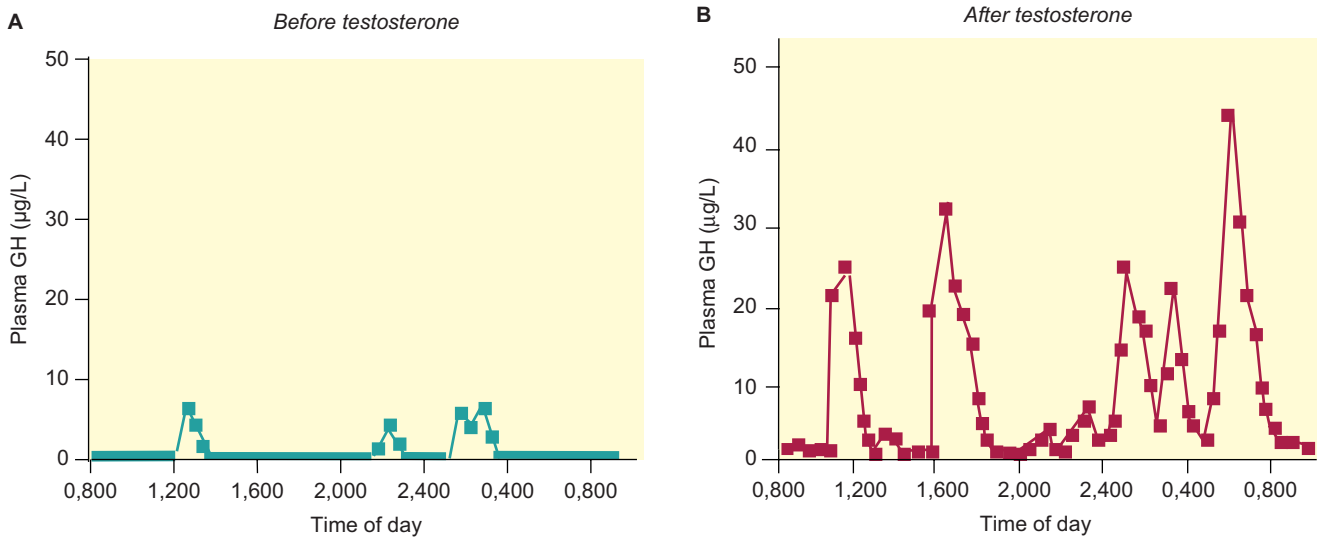 A
Before testosterone
Plasma GH (µg/L)
50
40
30
20
10
0
0,800 1,200 1,600 2,000 2,400 0,400 0,800
Time of day
B
After testosterone
Plasma GH (µg/L)
50
40
30
20
10
0
0,800 1,200 1,600 2,000 2,400 0,400 0,800
Time of day